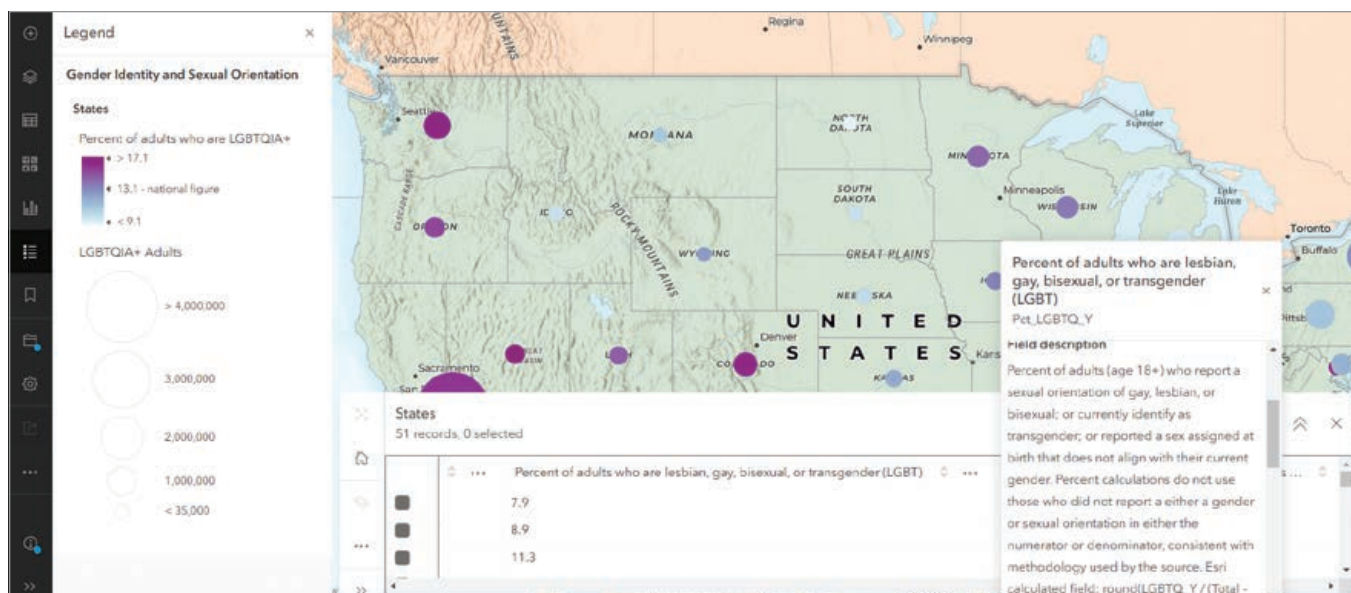 Legend
Gender Identity and Sexual Orientation
States
Percent of adults who are LGBTQIA+
> 17.1
13.1 - national figure
< 9.1
LGBTQIA+ Adults
> 4,000,000
3,000,000
2,000,000
1,000,000
< 35,000
Regina
Winnipeg
Vancouver
Seattle
CASCADE RANGE
ROCKY MOUNTAINS
GREAT PLAINS
SOUTH
DAKOTA
Minneapolis
Lake
Superior
Lake
Huron
Toronto
Buffalo
Denver
UNITED
STATES
Sacramento
Percent of adults who are lesbian,
gay, bisexual, or transgender
(LGBT)
Pct_LGBTQ_Y
Field description
Percent of adults (age 18+) who report a
sexual orientation of gay, lesbian, or
bisexual; or currently identify as
transgender; or reported a sex assigned at
birth that does not align with their current
gender. Percent calculations do not use
those who did not report a either a gender
or sexual orientation in either the
numerator or denominator, consistent with
methodology used by the source. Esri
calculated field: round(LGBTQ_Y / (Total -
States
51 records, 0 selected
Percent of adults who are lesbian, gay, bisexual, or transgender (LGBT)
7.9
8.9
11.3